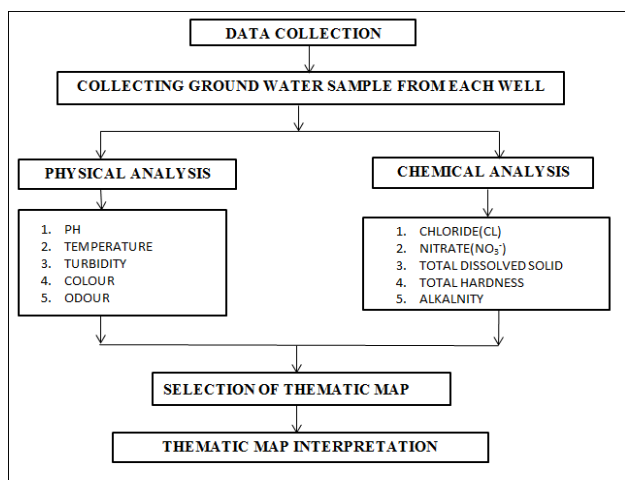 DATA COLLECTION
COLLECTING GROUND WATER SAMPLE FROM EACH WELL
PHYSICAL ANALYSIS
1. PH
2. TEMPERATURE
3. TURBIDITY
4. COLOUR
5. ODOUR
CHEMICAL ANALYSIS
1. CHLORIDE(CL)
2. NITRATE(NO₃⁻)
3. TOTAL DISSOLVED SOLID
4. TOTAL HARDNESS
5. ALKALNITY
SELECTION OF THEMATIC MAP
THEMATIC MAP INTERPRETATION